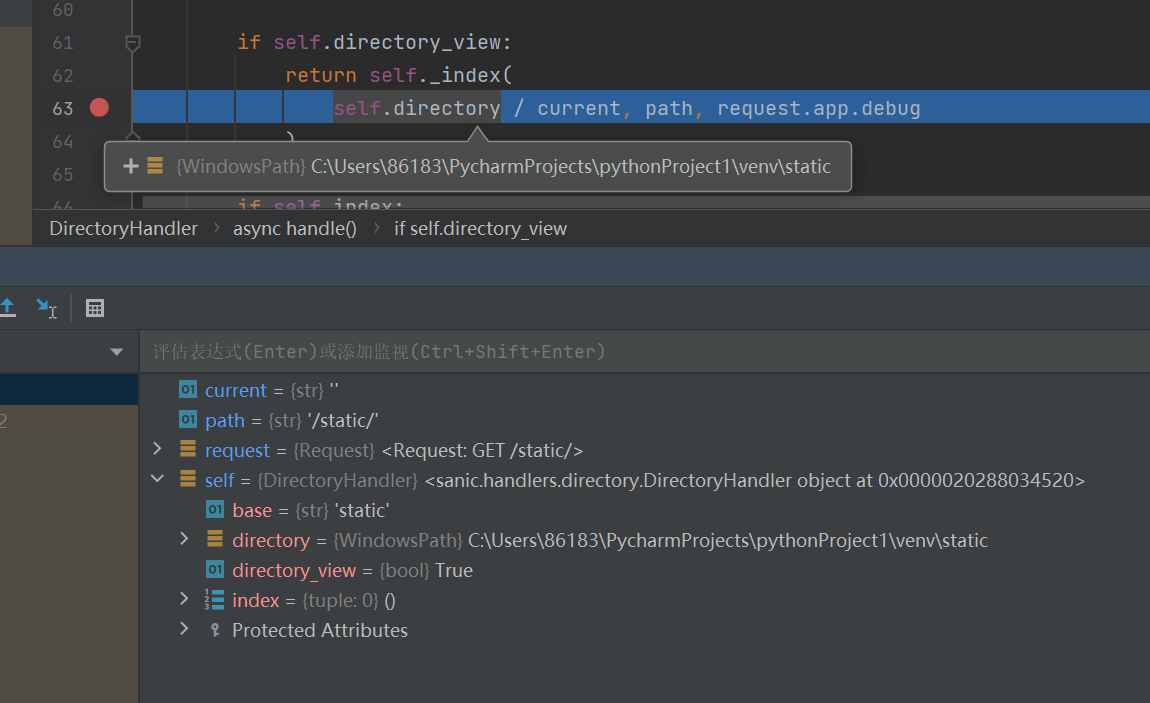 60
61 if self.directory_view:
62 return self._index(
63 self.directory / current, path, request.app.debug
64 )
{WindowsPath} C:\Users\86183\PycharmProjects\pythonProject1\venv\static
65
66 if self.index:
DirectoryHandler › async handle() › if self.directory_view
评估表达式(Enter)或添加监视(Ctrl+Shift+Enter)
01 current = {str} ''
2
01 path = {str} '/static/'
request = {Request} <Request: GET /static/>
self = {DirectoryHandler} <sanic.handlers.directory.DirectoryHandler object at 0x0000020288034520>
01 base = {str} 'static'
directory = {WindowsPath} C:\Users\86183\PycharmProjects\pythonProject1\venv\static
01 directory_view = {bool} True
index = {tuple: 0} ()
Protected Attributes